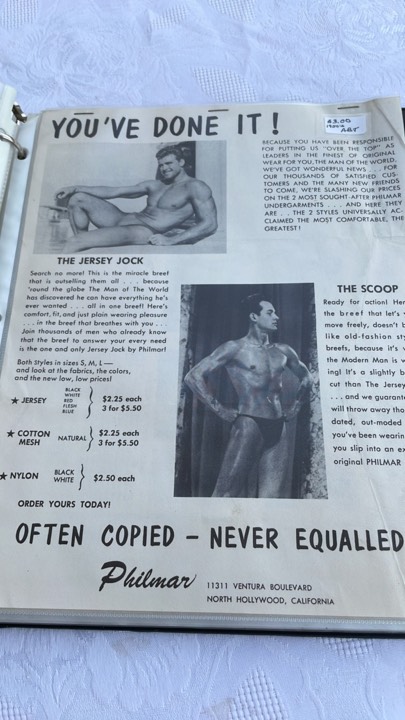 YOU'VE DONE IT!
BECAUSE YOU HAVE BEEN RESPONSIBLE
FOR PUTTING US "OVER THE TOP" AS
LEADERS IN THE FINEST OF ORIGINAL
WEAR FOR YOU, THE MAN OF THE WORLD,
WE'VE GOT WONDERFUL NEWS . . . FOR
OUR THOUSANDS OF SATISFIED CUS-
TOMERS AND THE MANY NEW FRIENDS
TO COME, WE'RE SLASHING OUR PRICES
ON THE 2 MOST SOUGHT-AFTER PHILMAR
UNDERGARMENTS . . . AND HERE THEY
ARE . . THE 2 STYLES UNIVERSALLY AC-
CLAIMED THE MOST COMFORTABLE, THE
GREATEST!
THE JERSEY JOCK
Search no more! This is the miracle breef
that is outselling them all . . . because
'round the globe The Man of The World
has discovered he can have everything he's
ever wanted . . . all in one breef! Here's
comfort, fit, and just plain wearing pleasure
. . . in the breef that breathes with you . . .
Join thousands of men who already know
that the breef to answer your every need
is the one and only Jersey Jock by Philmar!
Both Styles in sizes S, M, L—
and look at the fabrics, the colors,
and the new low, low prices!
★ JERSEY BLACK WHITE RED FLESH BLUE $2.25 each 3 for $5.50
★ COTTON MESH NATURAL $2.25 each 3 for $5.50
★ NYLON BLACK WHITE $2.50 each
ORDER YOURS TODAY!
THE SCOOP
Ready for action! Her
the breef that let's
move freely, doesn't b
like old-fashion sty
breefs, because it's
the Modern Man is w
ing! It's a slightly b
cut than The Jersey
. . . and we guarant
will throw away tho
dated, out-moded
you've been wearin
you slip into an ex
original PHILMAR
OFTEN COPIED – NEVER EQUALLED
Philmar
11311 VENTURA BOULEVARD
NORTH HOLLYWOOD, CALIFORNIA